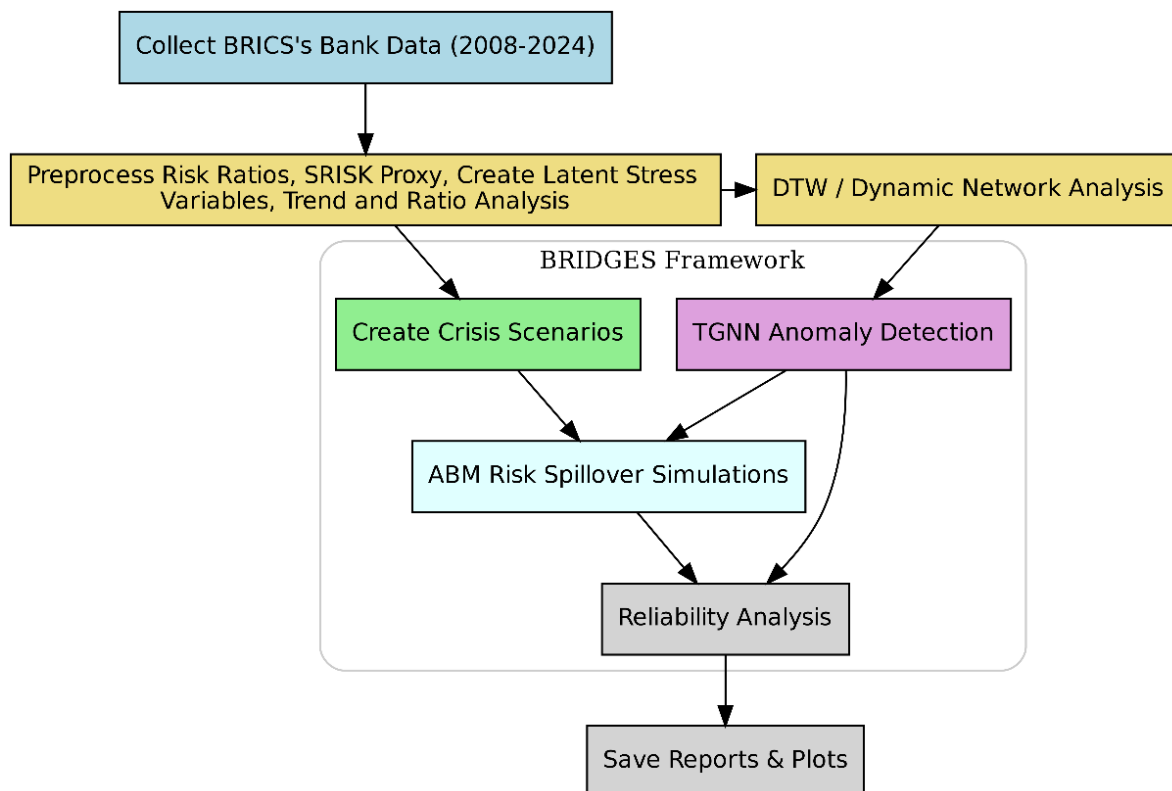 Collect BRICS's Bank Data (2008-2024)
Preprocess Risk Ratios, SRISK Proxy, Create Latent Stress
Variables, Trend and Ratio Analysis
DTW / Dynamic Network Analysis
BRIDGES Framework
Create Crisis Scenarios
TGNN Anomaly Detection
ABM Risk Spillover Simulations
Reliability Analysis
Save Reports & Plots